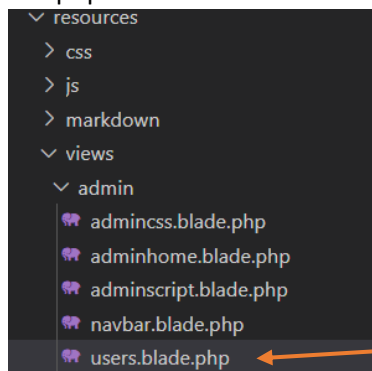 resources
css
js
markdown
views
admin
admincss.blade.php
adminhome.blade.php
adminscript.blade.php
navbar.blade.php
users.blade.php